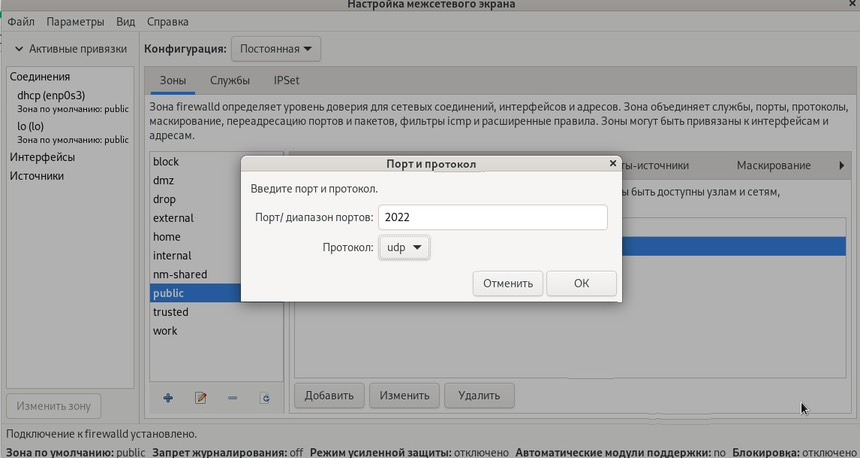 Настройка межсетевого экрана
Файл Параметры Вид Справка
Активные привязки
Конфигурация: Постоянная
Соединения
dhcp (enp0s3)
Зона по умолчанию: public
lo (lo)
Зона по умолчанию: public
Интерфейсы
Источники
Изменить зону
Зоны Службы IPSet
Зона firewalld определяет уровень доверия для сетевых соединений, интерфейсов и адресов. Зона объединяет службы, порты, протоколы,
маскирование, переадресацию портов и пакетов, фильтры icmp и расширенные правила. Зоны могут быть привязаны к интерфейсам и
адресам.
block
dmz
drop
external
home
internal
nm-shared
public
trusted
work
ты-источники Маскирование
ы быть доступны узлам и сетям,
Порт и протокол
Введите порт и протокол.
Порт/ диапазон портов: 2022
Протокол: udp
Отменить OK
Добавить Изменить Удалить
Подключение к firewalld установлено.
Зона по умолчанию: public Запрет журналирования: off Режим усиленной защиты: отключено Автоматические модули поддержки: no Блокировка: отключено